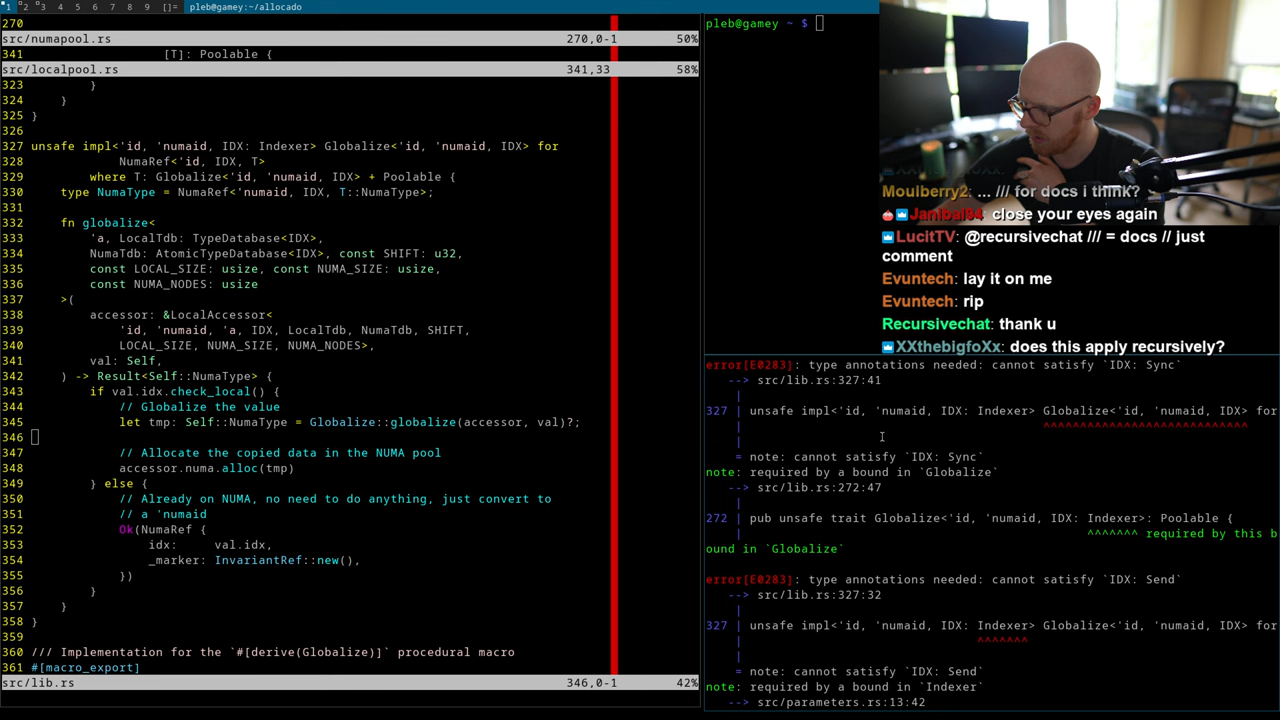 1 2 3 4 5 6 7 8 9 []= pleb@gamey:~/allocado
270
src/numapool.rs 270,0-1 50%
341 [T]: Poolable {
src/localpool.rs 341,33 58%
323 }
324 }
325 }
326
327 unsafe impl<'id, 'numaid, IDX: Indexer> Globalize<'id, 'numaid, IDX> for
328 NumaRef<'id, IDX, T>
329 where T: Globalize<'id, 'numaid, IDX> + Poolable {
330 type NumaType = NumaRef<'numaid, IDX, T::NumaType>;
331
332 fn globalize<
333 'a, LocalTdb: TypeDatabase<IDX>,
334 NumaTdb: AtomicTypeDatabase<IDX>, const SHIFT: u32,
335 const LOCAL_SIZE: usize, const NUMA_SIZE: usize,
336 const NUMA_NODES: usize
337 >(
338 accessor: &LocalAccessor<
339 'id, 'numaid, 'a, IDX, LocalTdb, NumaTdb, SHIFT,
340 LOCAL_SIZE, NUMA_SIZE, NUMA_NODES>,
341 val: Self,
342 ) -> Result<Self::NumaType> {
343 if val.idx.check_local() {
344 // Globalize the value
345 let tmp: Self::NumaType = Globalize::globalize(accessor, val)?;
346
347 // Allocate the copied data in the NUMA pool
348 accessor.numa.alloc(tmp)
349 } else {
350 // Already on NUMA, no need to do anything, just convert to
351 // a 'numaid
352 Ok(NumaRef {
353 idx: val.idx,
354 _marker: InvariantRef::new(),
355 })
356 }
357 }
358 }
359
360 /// Implementation for the `#[derive(Globalize)]` procedural macro
361 #[macro_export]
src/lib.rs 346,0-1 42%
pleb@gamey ~ $
Moulberry2: ... /// for docs i think?
Janibal94 close your eyes again
LucitTV: @recursivechat /// = docs // just
comment
Evuntech: lay it on me
Evuntech: rip
Recursivechat: thank u
XXthebigfoXx: does this apply recursively?
error[E0283]: type annotations needed: cannot satisfy `IDX: Sync`
--> src/lib.rs:327:41
|
327 | unsafe impl<'id, 'numaid, IDX: Indexer> Globalize<'id, 'numaid, IDX> for
| ^^^^^^^^^^^^^^^^^^^^^^^^^^^^
|
= note: cannot satisfy `IDX: Sync`
note: required by a bound in `Globalize`
--> src/lib.rs:272:47
|
272 | pub unsafe trait Globalize<'id, 'numaid, IDX: Indexer>: Poolable {
| ^^^^^^^ required by this b
ound in `Globalize`
error[E0283]: type annotations needed: cannot satisfy `IDX: Send`
--> src/lib.rs:327:32
|
327 | unsafe impl<'id, 'numaid, IDX: Indexer> Globalize<'id, 'numaid, IDX> for
| ^^^^^^^
|
= note: cannot satisfy `IDX: Send`
note: required by a bound in `Indexer`
--> src/parameters.rs:13:42